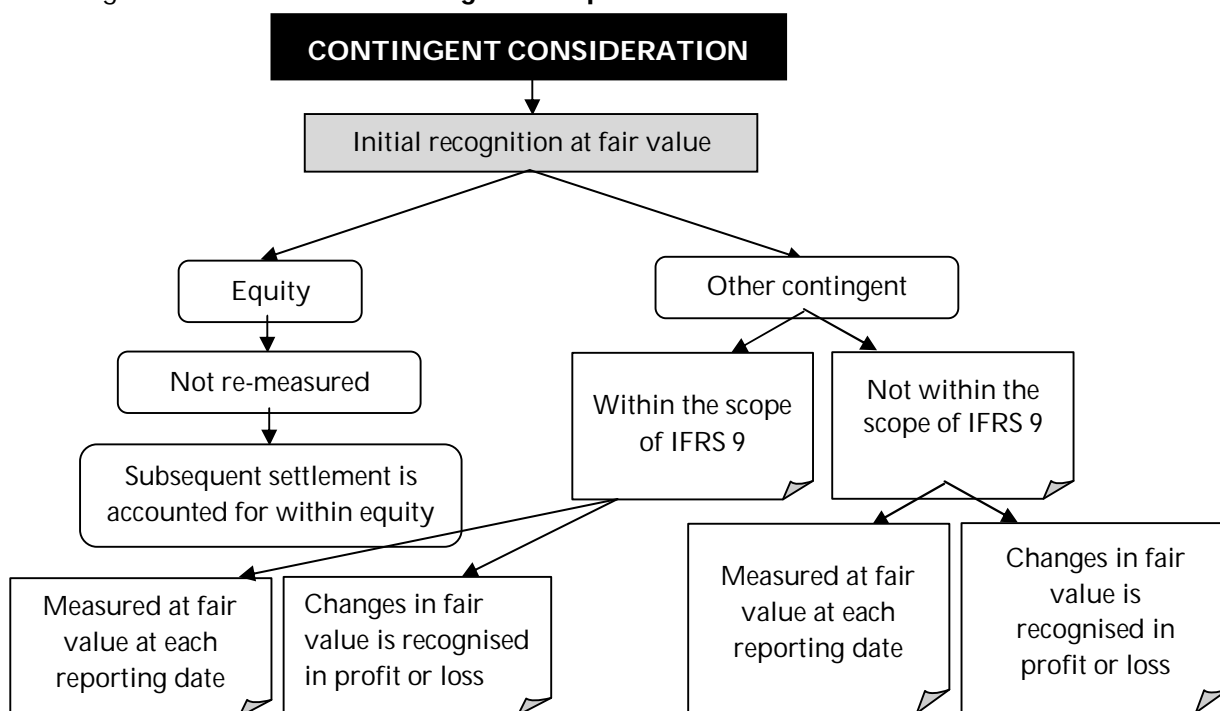 CONTINGENT CONSIDERATION
Initial recognition at fair value
Equity
Other contingent
Not re-measured
Within the scope
of IFRS 9
Not within the
scope of IFRS 9
Subsequent settlement is
accounted for within equity
Measured at fair
value at each
reporting date
Changes in fair
value is recognised
in profit or loss
Measured at fair
value at each
reporting date
Changes in fair
value is
recognised in
profit or loss